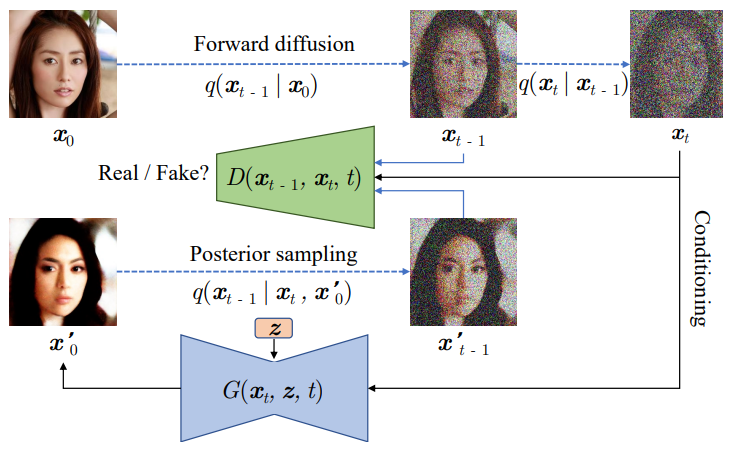 Forward diffusion
q(x_{t-1} | x_0)
q(x_t | x_{t-1})
x_0
x_{t-1}
x_t
Real / Fake?
D(x_{t-1}, x_t, t)
Conditioning
Posterior sampling
q(x_{t-1} | x_t, x'_0)
z
x'_0
x'_{t-1}
G(x_t, z, t)